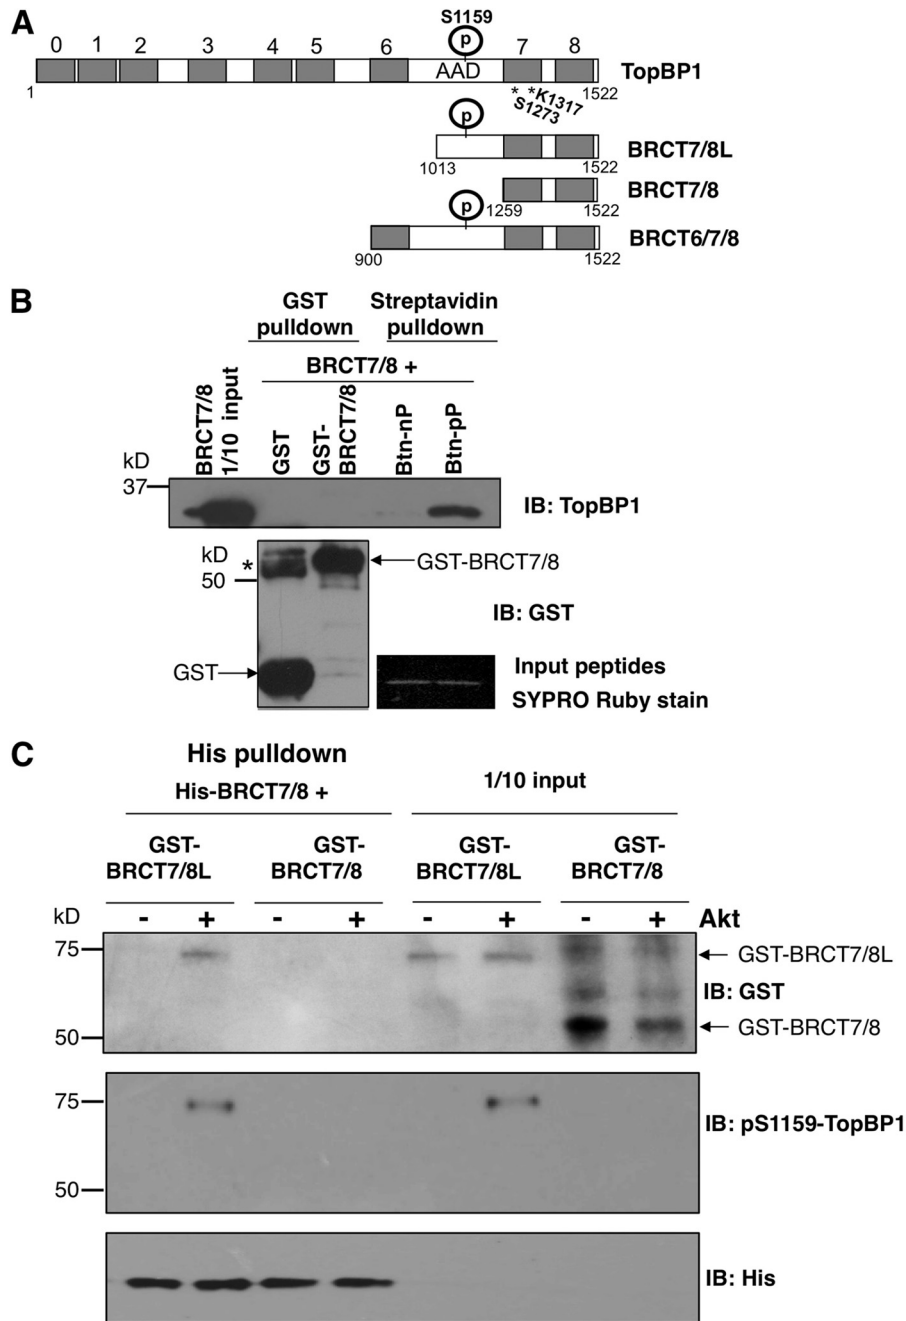 A
S1159
p
0 1 2 3 4 5 6 7 8
AAD
TopBP1
1
1522
* *K1317
S1273
p
BRCT7/8L
1013
1522
BRCT7/8
p
1259
1522
BRCT6/7/8
900
1522
B
GST pulldown
Streptavidin pulldown
BRCT7/8 +
BRCT7/8
1/10 input
GST
GST-
BRCT7/8
Btn-nP
Btn-pP
kD
37
IB: TopBP1
kD
*
50
GST-BRCT7/8
IB: GST
GST
Input peptides
SYPRO Ruby stain
C
His pulldown
His-BRCT7/8 +
1/10 input
GST-
BRCT7/8L
GST-
BRCT7/8
GST-
BRCT7/8L
GST-
BRCT7/8
kD
- + - + - + - + Akt
75
GST-BRCT7/8L
IB: GST
50
GST-BRCT7/8
75
IB: pS1159-TopBP1
50
IB: His